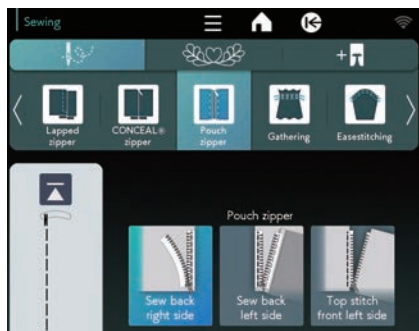 Sewing
Lapped
zipper
CONCEAL®
zipper
Pouch
zipper
Gathering
Easestitching
Pouch zipper
Sew back
right side
Sew back
left side
Top stitch
front left side